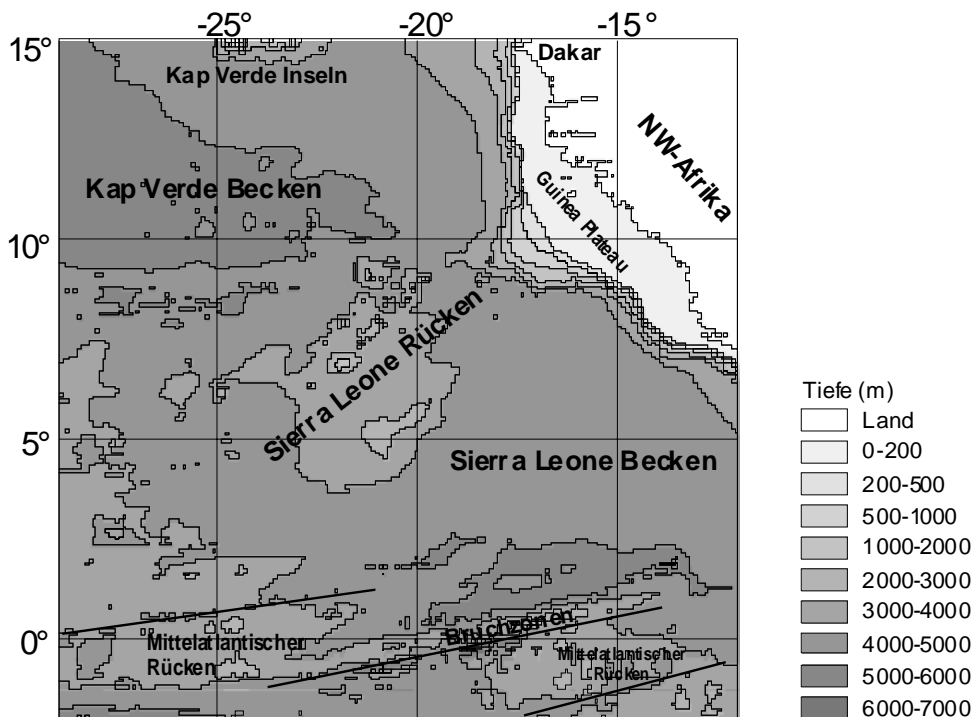 -25° -20° -15°
15°
Dakar
Kap Verde Inseln
NW-Afrika
Kap Verde Becken
Guinea Plateau
10°
Sierra Leone Rücken
Tiefe (m)
Land
5°
Sierra Leone Becken
0-200
200-500
500-1000
1000-2000
2000-3000
3000-4000
4000-5000
5000-6000
6000-7000
Bruchzonen
0°
Mittelatlantischer
Rücken
Mittelatlantischer
Rücken